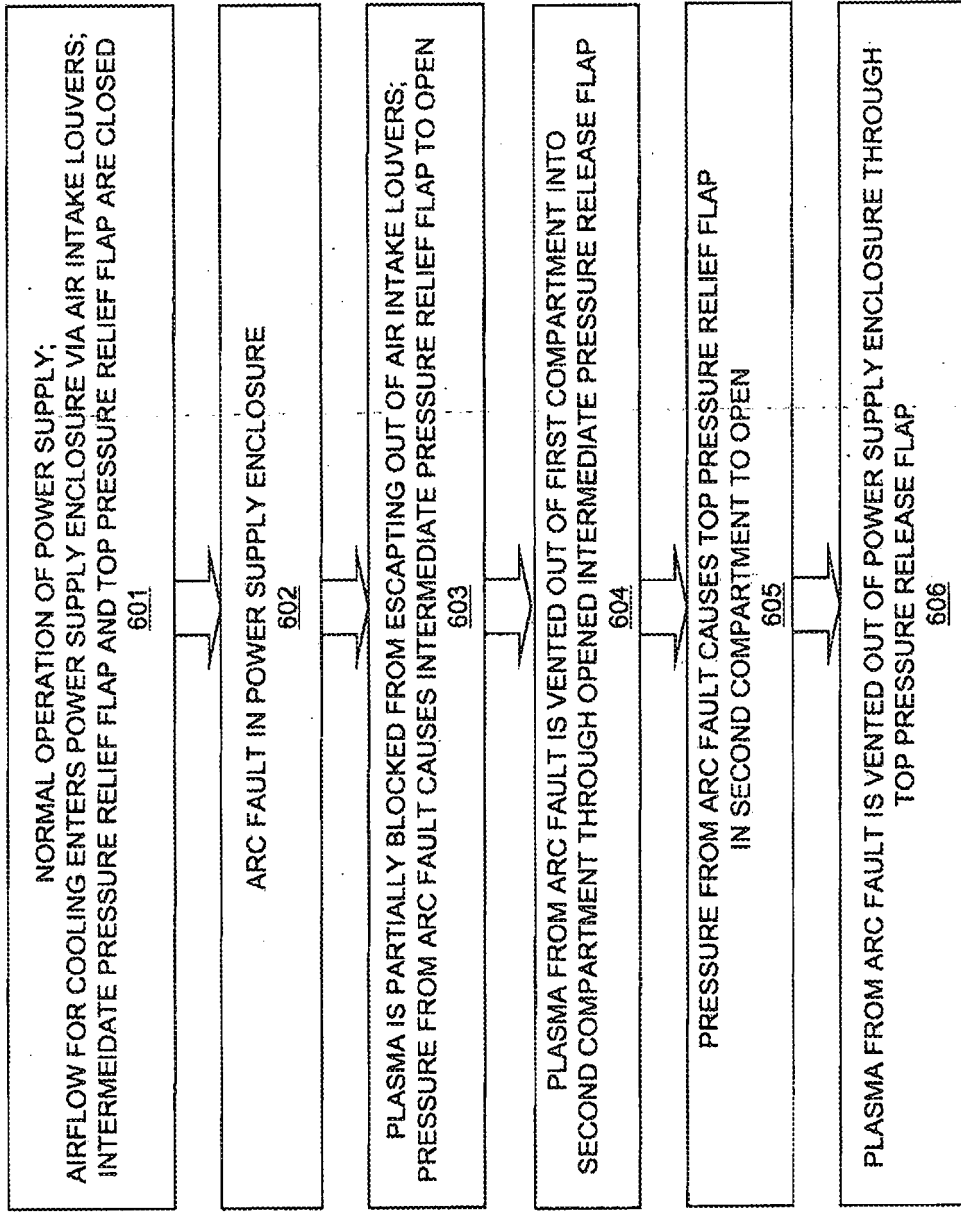 NORMAL OPERATION OF POWER SUPPLY;
AIRFLOW FOR COOLING ENTERS POWER SUPPLY ENCLOSURE VIA AIR INTAKE LOUVERS;
INTERMEIDATE PRESSURE RELIEF FLAP AND TOP PRESSURE RELIEF FLAP ARE CLOSED
601
ARC FAULT IN POWER SUPPLY ENCLOSURE
602
PLASMA IS PARTIALLY BLOCKED FROM ESCAPTING OUT OF AIR INTAKE LOUVERS;
PRESSURE FROM ARC FAULT CAUSES INTERMEDIATE PRESSURE RELIEF FLAP TO OPEN
603
PLASMA FROM ARC FAULT IS VENTED OUT OF FIRST COMPARTMENT INTO
SECOND COMPARTMENT THROUGH OPENED INTERMEDIATE PRESSURE RELEASE FLAP
604
PRESSURE FROM ARC FAULT CAUSES TOP PRESSURE RELIEF FLAP
IN SECOND COMPARTMENT TO OPEN
605
PLASMA FROM ARC FAULT IS VENTED OUT OF POWER SUPPLY ENCLOSURE THROUGH
TOP PRESSURE RELEASE FLAP
606